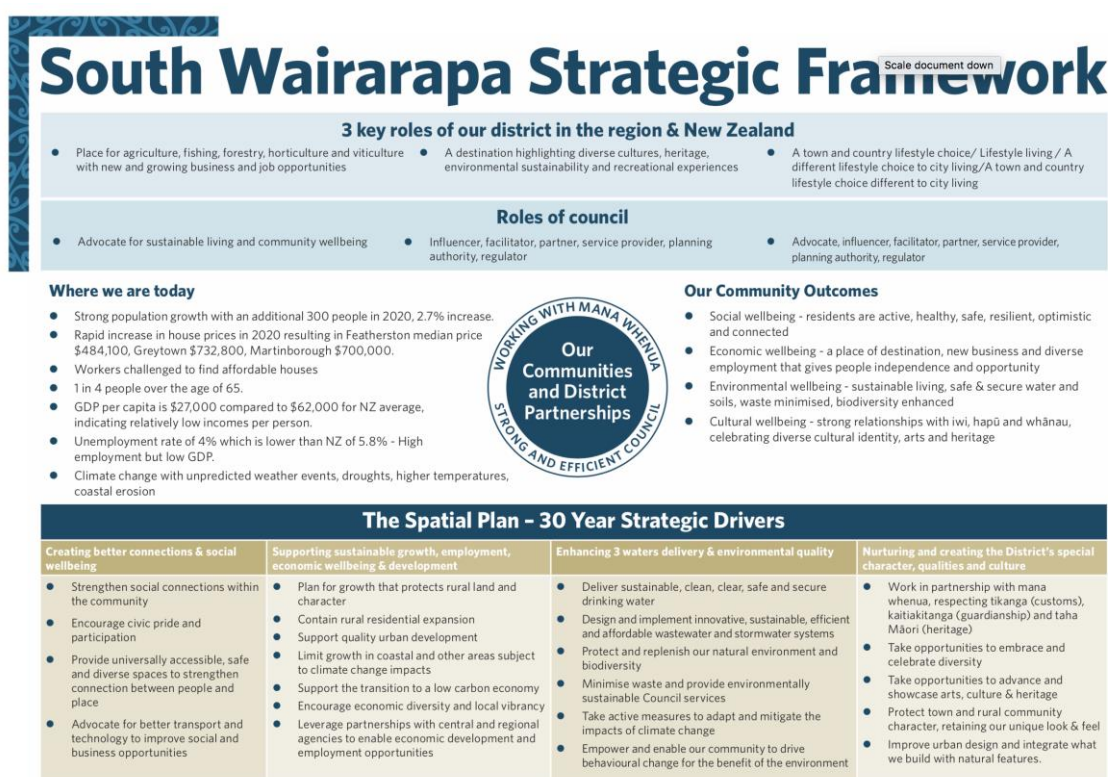 South Wairarapa Strategic Framework
Scale document down
3 key roles of our district in the region & New Zealand
● Place for agriculture, fishing, forestry, horticulture and viticulture
with new and growing business and job opportunities
● A destination highlighting diverse cultures, heritage,
environmental sustainability and recreational experiences
● A town and country lifestyle choice/ Lifestyle living / A
different lifestyle choice to city living/A town and country
lifestyle choice different to city living
Roles of council
● Advocate for sustainable living and community wellbeing
● Influencer, facilitator, partner, service provider, planning
authority, regulator
● Advocate, influencer, facilitator, partner, service provider,
planning authority, regulator
Where we are today
● Strong population growth with an additional 300 people in 2020, 2.7% increase.
● Rapid increase in house prices in 2020 resulting in Featherston median price
$484,100, Greytown $732,800, Martinborough $700,000.
● Workers challenged to find affordable houses
● 1 in 4 people over the age of 65.
● GDP per capita is $27,000 compared to $62,000 for NZ average,
indicating relatively low incomes per person.
● Unemployment rate of 4% which is lower than NZ of 5.8% - High
employment but low GDP.
● Climate change with unpredicted weather events, droughts, higher temperatures,
coastal erosion
WORKING WITH MANA WHENUA
Our
Communities
and District
Partnerships
STRONG AND EFFICIENT COUNCIL
Our Community Outcomes
● Social wellbeing - residents are active, healthy, safe, resilient, optimistic
and connected
● Economic wellbeing - a place of destination, new business and diverse
employment that gives people independence and opportunity
● Environmental wellbeing - sustainable living, safe & secure water and
soils, waste minimised, biodiversity enhanced
● Cultural wellbeing - strong relationships with iwi, hapū and whānau,
celebrating diverse cultural identity, arts and heritage
The Spatial Plan – 30 Year Strategic Drivers
Creating better connections & social
wellbeing
● Strengthen social connections within
the community
● Encourage civic pride and
participation
● Provide universally accessible, safe
and diverse spaces to strengthen
connection between people and
place
● Advocate for better transport and
technology to improve social and
business opportunities
Supporting sustainable growth, employment,
economic wellbeing & development
● Plan for growth that protects rural land and
character
● Contain rural residential expansion
● Support quality urban development
● Limit growth in coastal and other areas subject
to climate change impacts
● Support the transition to a low carbon economy
● Encourage economic diversity and local vibrancy
● Leverage partnerships with central and regional
agencies to enable economic development and
employment opportunities
Enhancing 3 waters delivery & environmental quality
● Deliver sustainable, clean, clear, safe and secure
drinking water
● Design and implement innovative, sustainable, efficient
and affordable wastewater and stormwater systems
● Protect and replenish our natural environment and
biodiversity
● Minimise waste and provide environmentally
sustainable Council services
● Take active measures to adapt and mitigate the
impacts of climate change
● Empower and enable our community to drive
behavioural change for the benefit of the environment
Nurturing and creating the District's special
character, qualities and culture
● Work in partnership with mana
whenua, respecting tikanga (customs),
kaitiakitanga (guardianship) and taha
Māori (heritage)
● Take opportunities to embrace and
celebrate diversity
● Take opportunities to advance and
showcase arts, culture & heritage
● Protect town and rural community
character, retaining our unique look & feel
● Improve urban design and integrate what
we build with natural features.